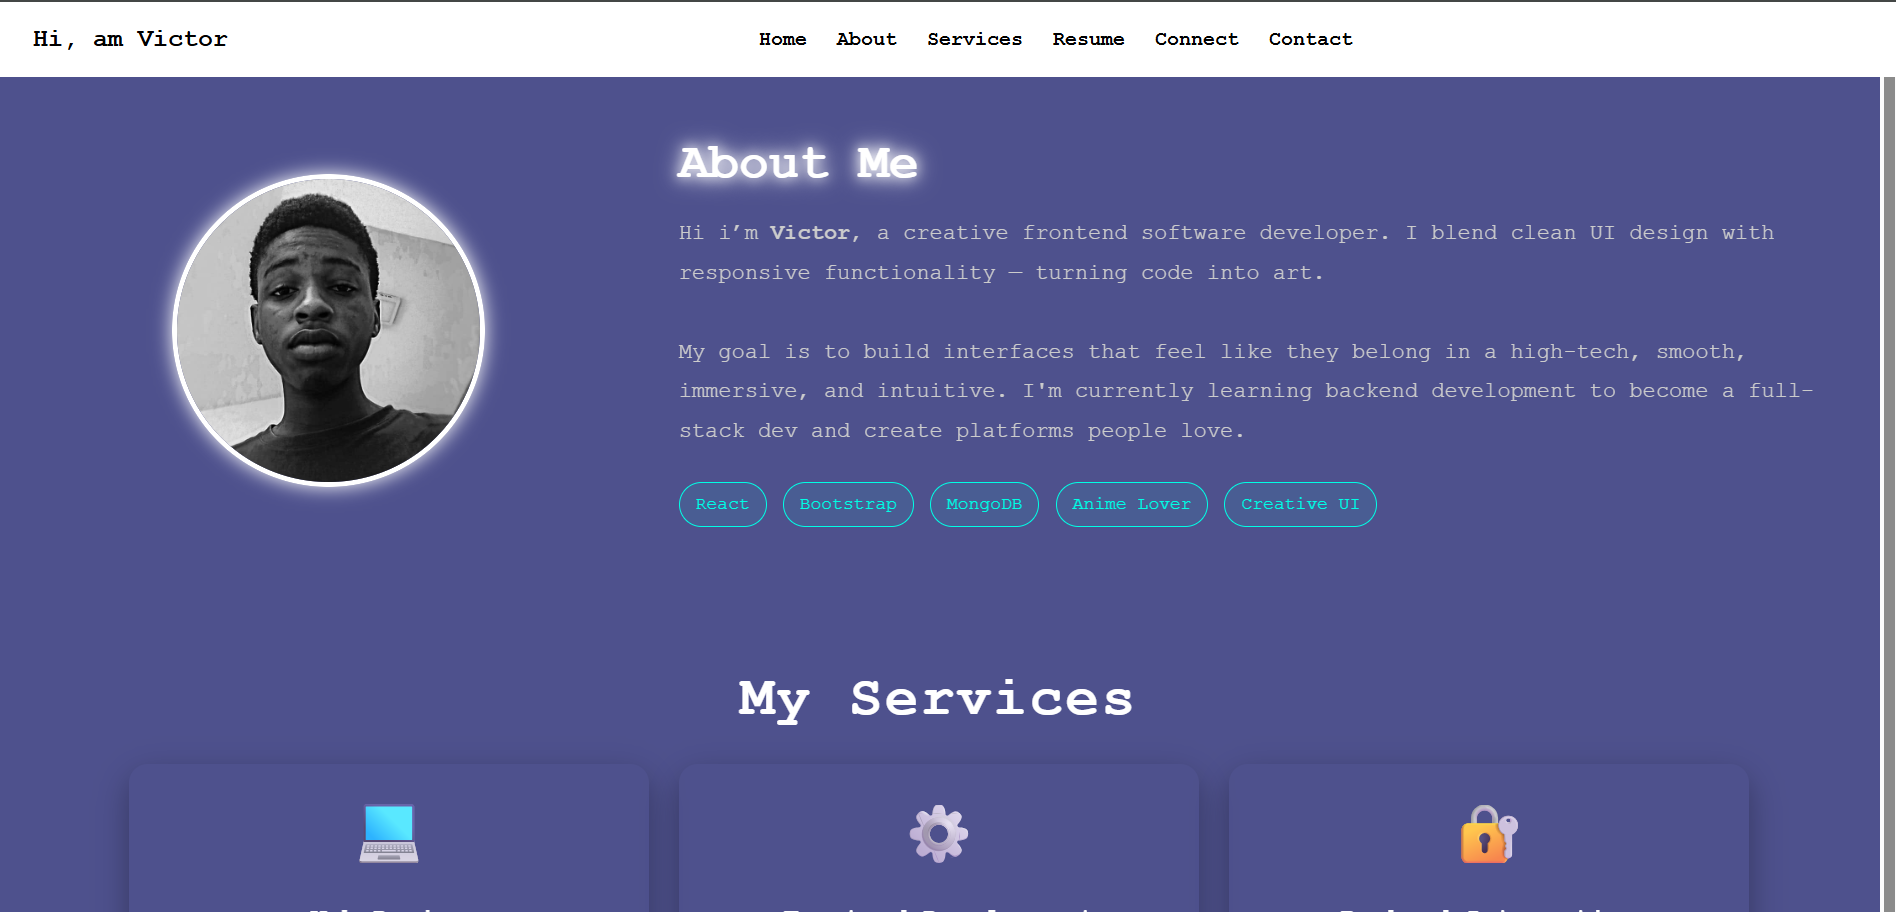 Hi, am Victor
Home About Services Resume Connect Contact
About Me
Hi i’m Victor, a creative frontend software developer. I blend clean UI design with
responsive functionality — turning code into art.
My goal is to build interfaces that feel like they belong in a high-tech, smooth,
immersive, and intuitive. I'm currently learning backend development to become a full-
stack dev and create platforms people love.
React Bootstrap MongoDB Anime Lover Creative UI
My Services